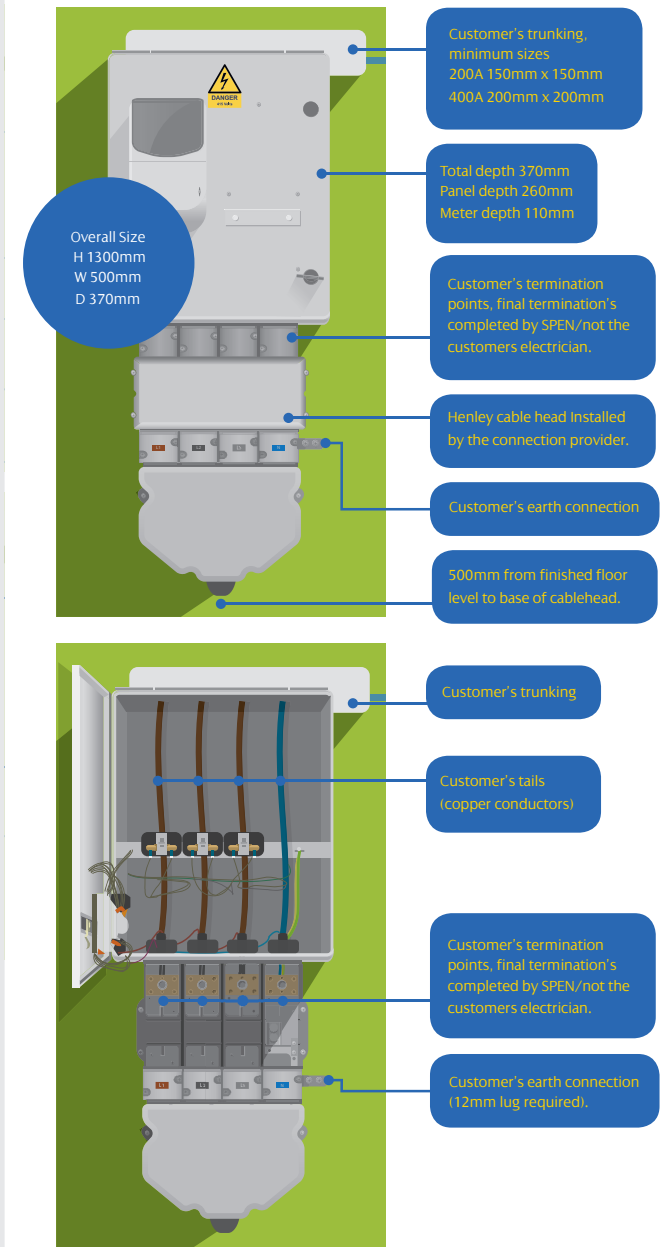 Customer's trunking,
minimum sizes
200A 150mm x 150mm
400A 200mm x 200mm
DANGER
Total depth 370mm
Panel depth 260mm
Meter depth 110mm
Overall Size
H 1300mm
W 500mm
D 370mm
Customer's termination
points, final termination's
completed by SPEN/not the
customers electrician.
Henley cable head Installed
by the connection provider.
L1 L2 L3 N
Customer's earth connection
500mm from finished floor
level to base of cablehead.
Customer's trunking
Customer's tails
(copper conductors)
Customer's termination
points, final termination's
completed by SPEN/not the
customers electrician.
L1 L2 L3 N
Customer's earth connection
(12mm lug required).